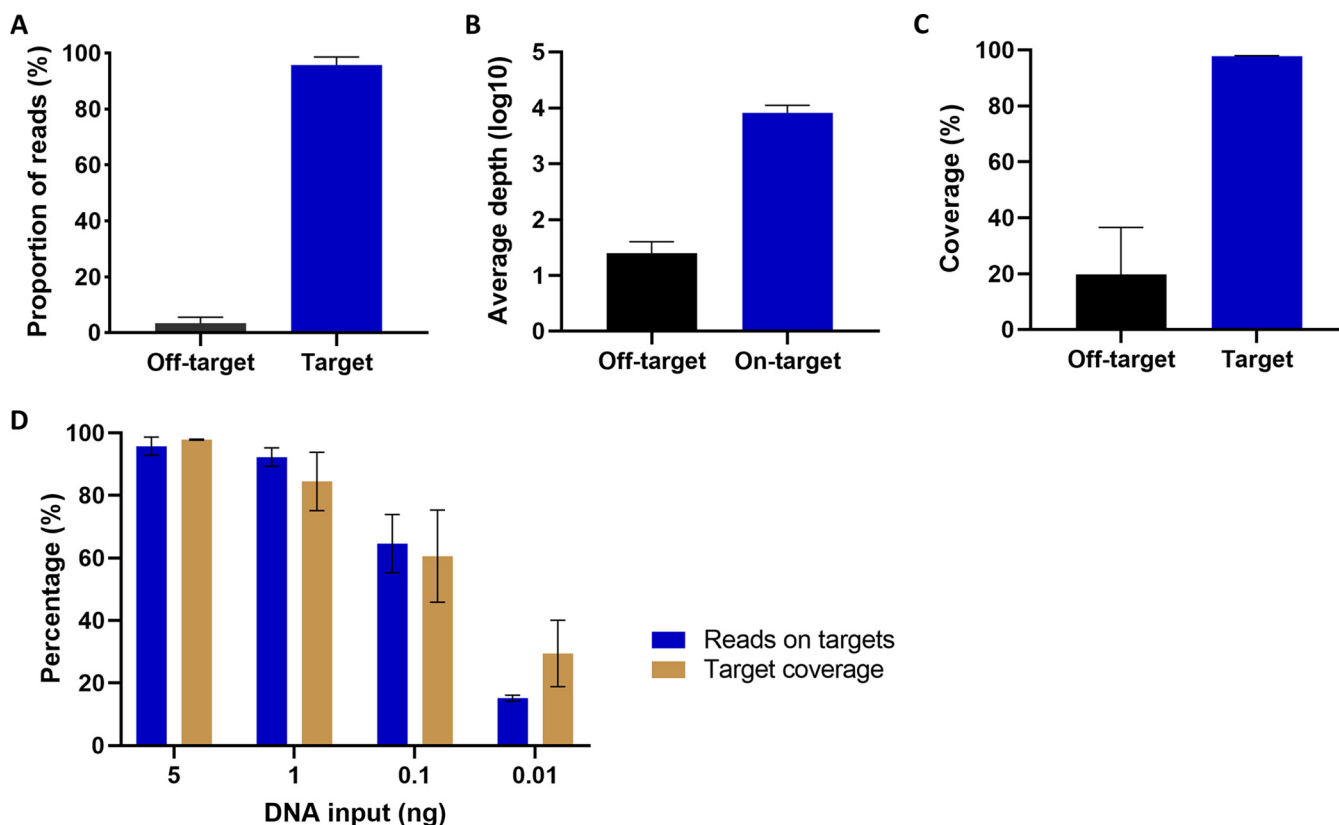 A
Proportion of reads (%)
100
80
60
40
20
0
Off-target Target
B
Average depth (log10)
5
4
3
2
1
0
Off-target On-target
C
Coverage (%)
100
80
60
40
20
0
Off-target Target
D
Percentage (%)
100
80
60
40
20
0
5 1 0.1 0.01
DNA input (ng)
Reads on targets
Target coverage